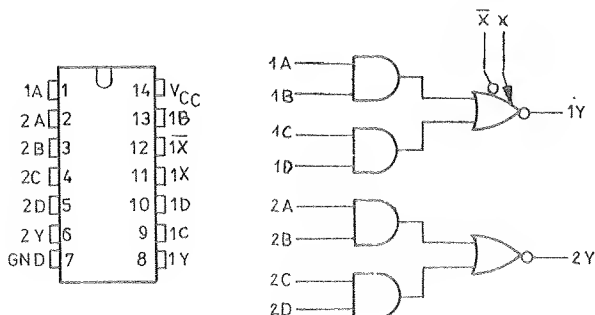 1A 1 14 VCC
2A 2 13 1B
2B 3 12 1X̅
2C 4 11 1X
2D 5 10 1D
2Y 6 9 1C
GND 7 8 1Y
X̅ X
1A
1B
1C
1D
1Y
2A
2B
2C
2D
2Y